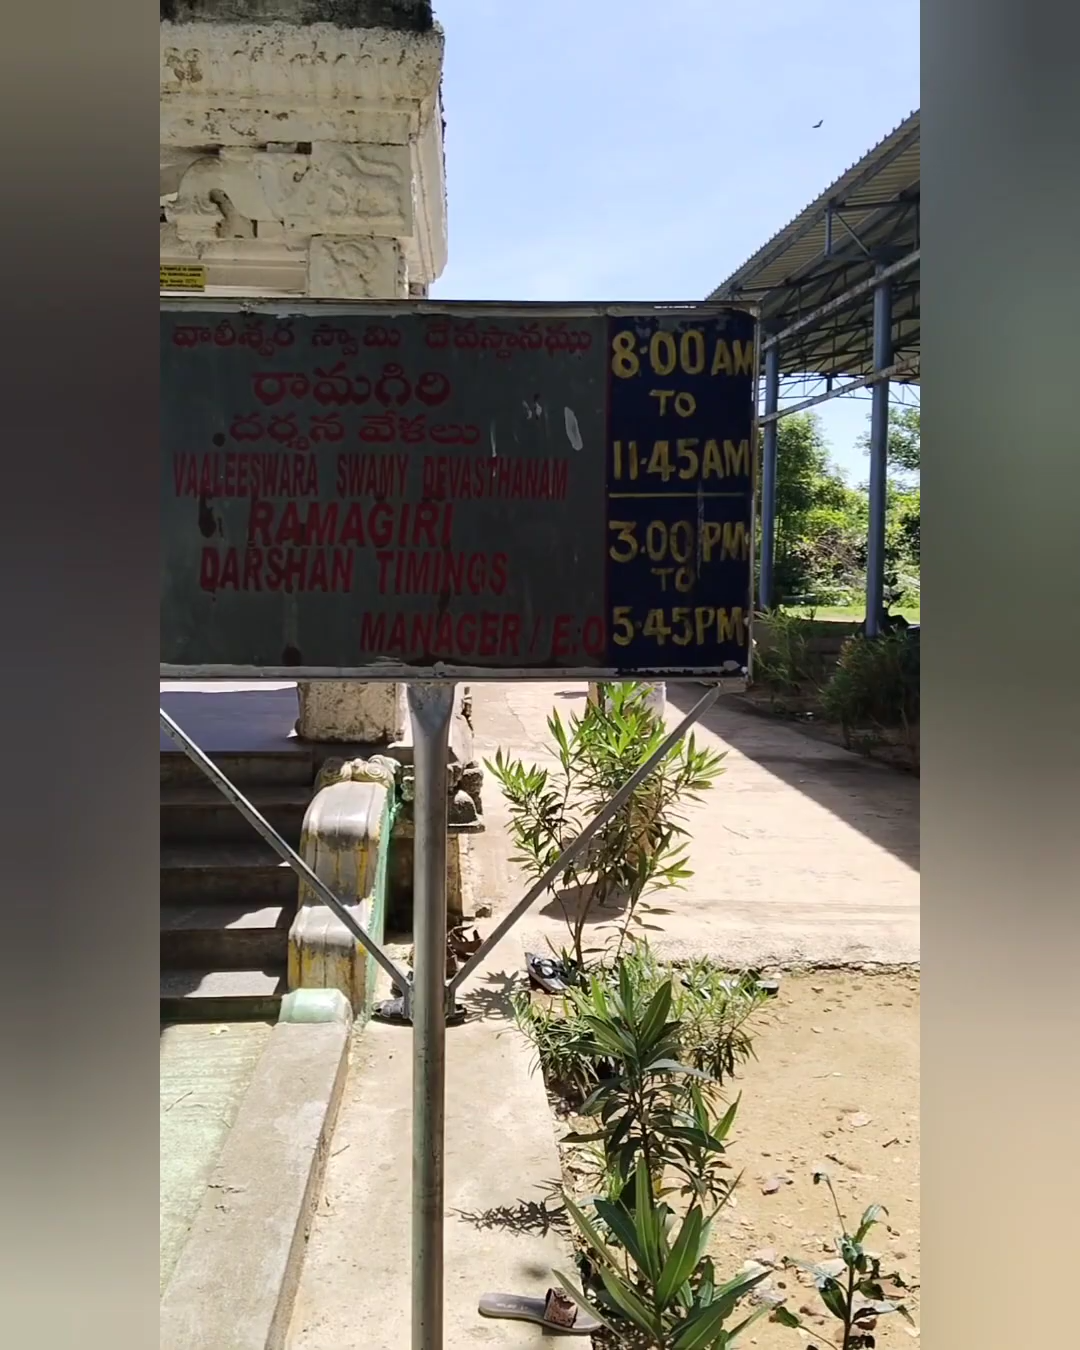 వాలీశ్వర స్వామి దేవస్థానము
రామగిరి
దర్శన వేళలు
VAALEESWARA SWAMY DEVASTHANAM
RAMAGIRI
DARSHAN TIMINGS
MANAGER / E.O
8.00 AM
TO
11.45AM
3.00 PM
TO
5.45PM